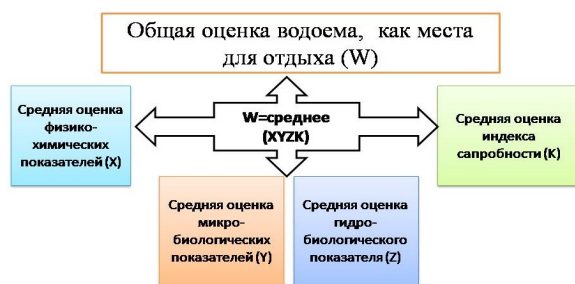 Общая оценка водоема, как места
для отдыха (W)
Средняя оценка
физико-
химических
показателей (X)
W=среднее
(XYZK)
Средняя оценка
индекса
сапробности (K)
Средняя оценка
микро-
биологических
показателей (Y)
Средняя оценка
гидро-
биологического
показателя (Z)